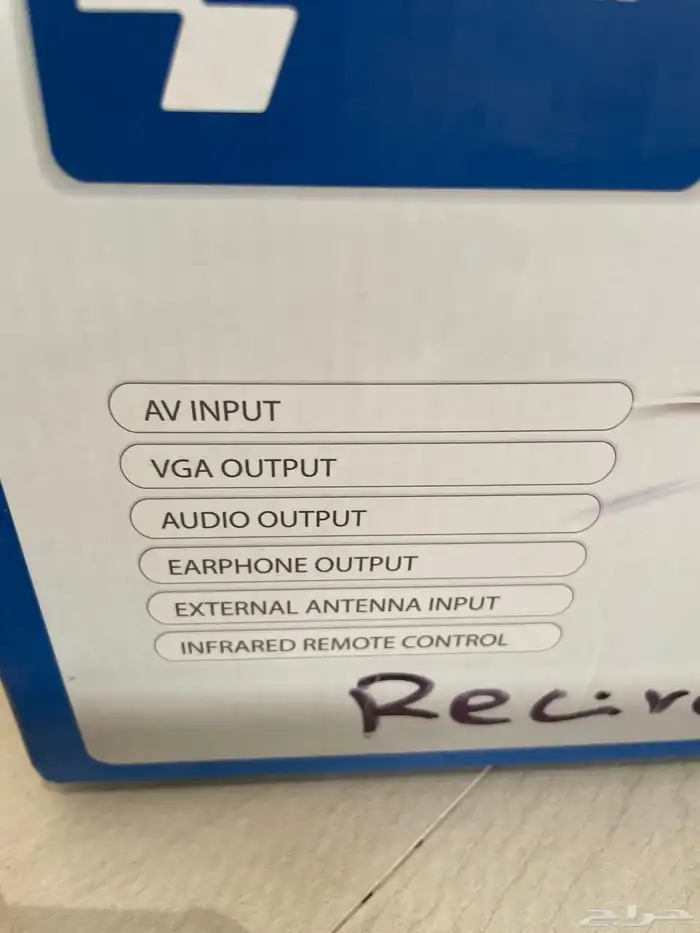 AV INPUT
VGA OUTPUT
AUDIO OUTPUT
EARPHONE OUTPUT
EXTERNAL ANTENNA INPUT
INFRARED REMOTE CONTROL
حراج